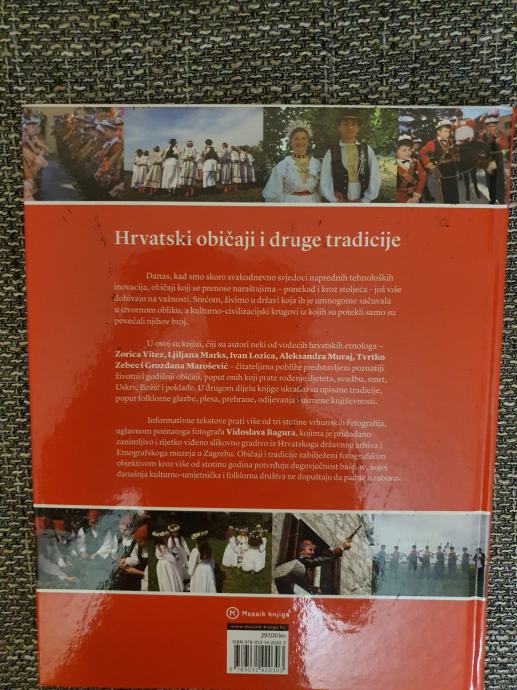 Hrvatski običaji i druge tradicije
Danas, kad smo skoro svakodnevno svjedoci naprednih tehnoloških
inovacija, običaji koji se prenose naraštajima – ponekad i kroz stoljeća – još više
dobivaju na važnosti. Srećom, živimo u državi koja ih je umnogome sačuvala
u izvornom obliku, a kulturno-civilizacijski krugovi iz kojih su potekli samo su
povećali njihov broj.
U ovoj su knjizi, čiji su autori neki od vodećih hrvatskih etnologa –
Zorica Vitez, Ljiljana Marks, Ivan Lozica, Aleksandra Muraj, Tvrtko
Zebec i Grozdana Marošević – čitateljima pobliže predstavljeni poznatiji
životni i godišnji običaji, poput onih koji prate rođenje djeteta, svadbu, smrt,
Uskrs, Božić i poklade. U drugom dijelu knjige ukratko su opisane tradicije,
poput folklorne glazbe, plesa, prehrane, odijevanja i usmene književnosti.
Informativne tekstove prati više od tri stotine vrhunskih fotografija,
uglavnom poznatoga fotografa Vidoslava Bagura, kojima je pridodano
zanimljivo i rijetko viđeno slikovno gradivo iz Hrvatskoga državnog arhiva i
Etnografskoga muzeja u Zagrebu. Običaji i tradicije zabilježeni fotografskim
objektivom kroz više od stotinu godina potvrđuju dugovječnost baštine, kojoj
današnja kulturno-umjetnička i folklorna društva ne dopuštaju da padne u zaborav.
Mozaik knjiga
www.mozaik-knjiga.hr
297,00 kn